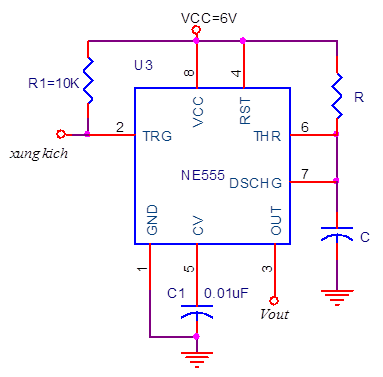 VCC=6V
U3
R1=10K
8
4
VCC
RST
R
2
TRG
THR
6
xung kich
NE555
DSCHG
7
GND
CV
OUT
C
1
5
3
C1
0.01uF
Vout